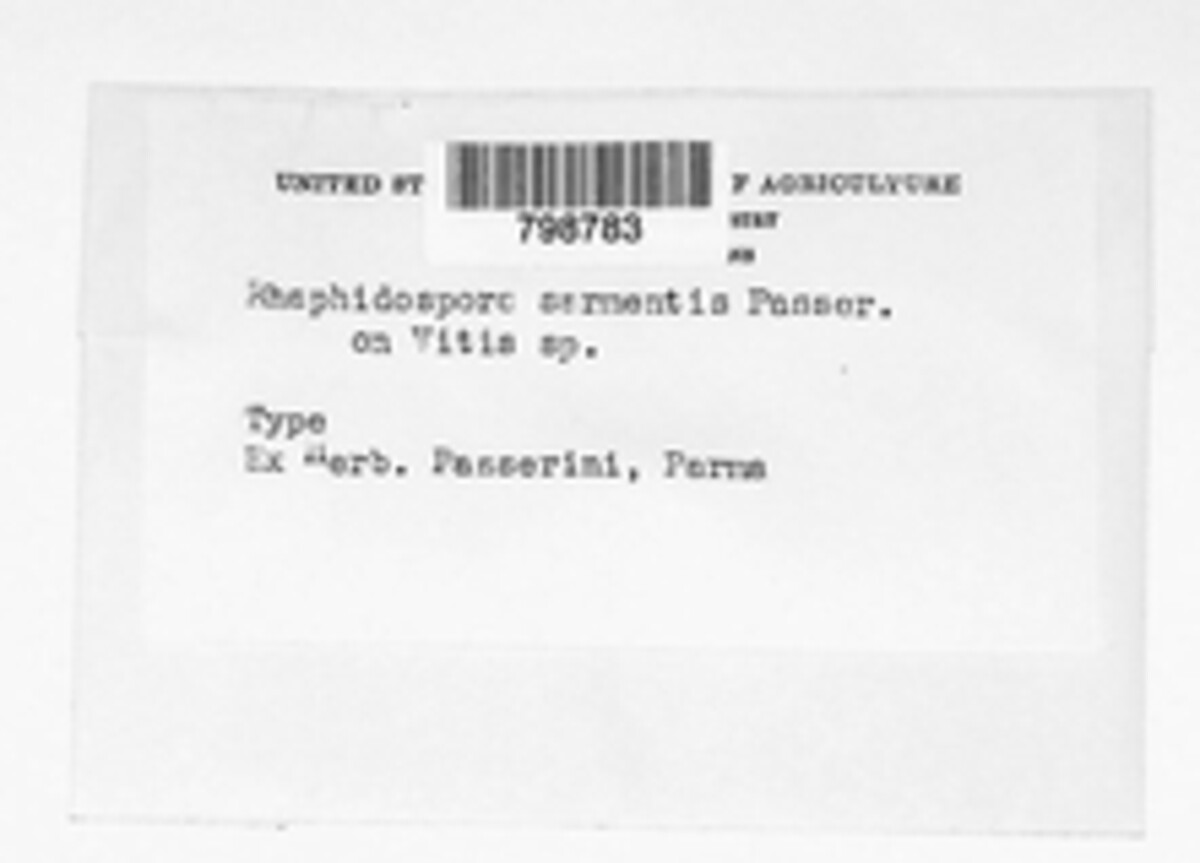 UNITED ST F AGRICULTURE
798783
Rhaphidospora sarmentis Passer.
on Vitis sp.
Type
Ex Herb. Passerini, Parma